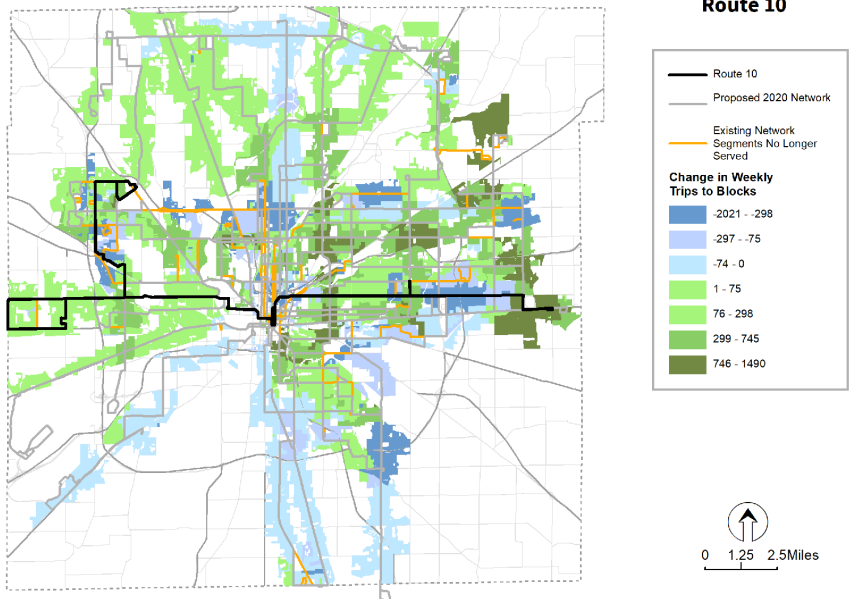 Route 10
Route 10
Proposed 2020 Network
Existing Network
Segments No Longer
Served
Change in Weekly
Trips to Blocks
-2021 - -298
-297 - -75
-74 - 0
1 - 75
76 - 298
299 - 745
746 - 1490
0 1.25 2.5Miles